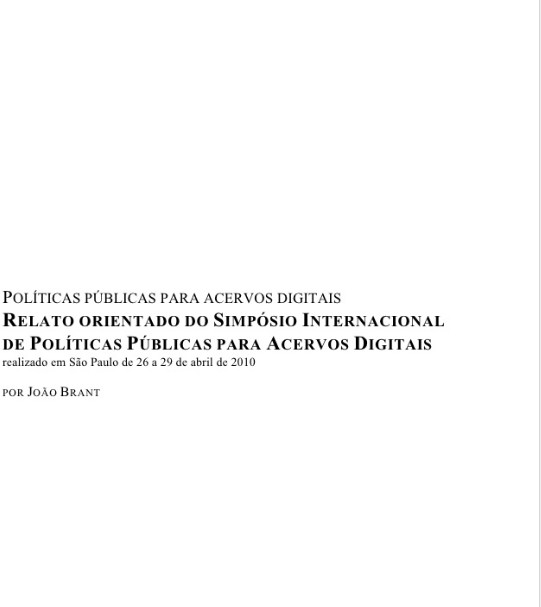 POLÍTICAS PÚBLICAS PARA ACERVOS DIGITAIS
RELATO ORIENTADO DO SIMPÓSIO INTERNACIONAL
DE POLÍTICAS PÚBLICAS PARA ACERVOS DIGITAIS
realizado em São Paulo de 26 a 29 de abril de 2010
POR JOÃO BRANT